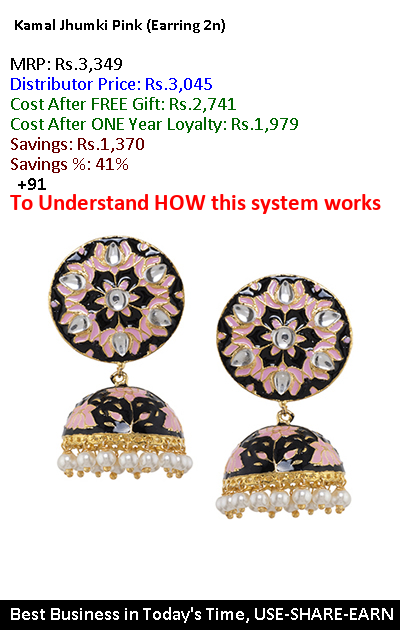 Kamal Jhumki Pink (Earring 2n)
MRP: Rs.3,349
Distributor Price: Rs.3,045
Cost After FREE Gift: Rs.2,741
Cost After ONE Year Loyalty: Rs.1,979
Savings: Rs.1,370
Savings %: 41%
+91
To Understand HOW this system works
Best Business in Today's Time, USE-SHARE-EARN